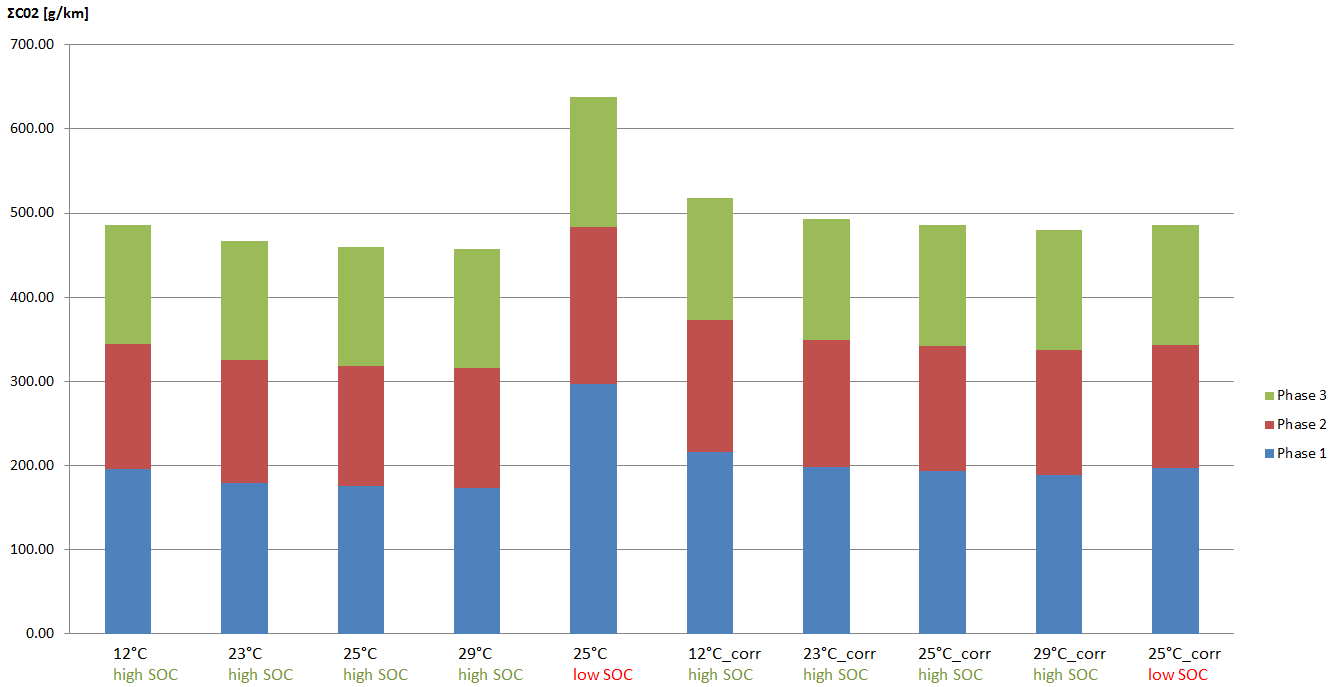 ΣC02 [g/km]
700.00
600.00
500.00
400.00
300.00
200.00
100.00
0.00
12°C 23°C 25°C 29°C 25°C 12°C_corr 23°C_corr 25°C_corr 29°C_corr 25°C_corr
high SOC high SOC high SOC high SOC low SOC high SOC high SOC high SOC high SOC low SOC
Phase 3
Phase 2
Phase 1